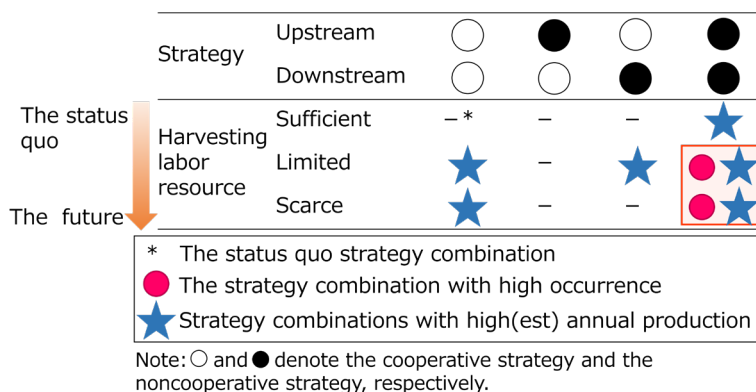 Strategy
Upstream
Downstream
The status quo
Harvesting labor resource
Sufficient
– * – –
Limited
–
Scarce
– –
The future
* The status quo strategy combination
The strategy combination with high occurrence
Strategy combinations with high(est) annual production
Note: ○ and ● denote the cooperative strategy and the
noncooperative strategy, respectively.